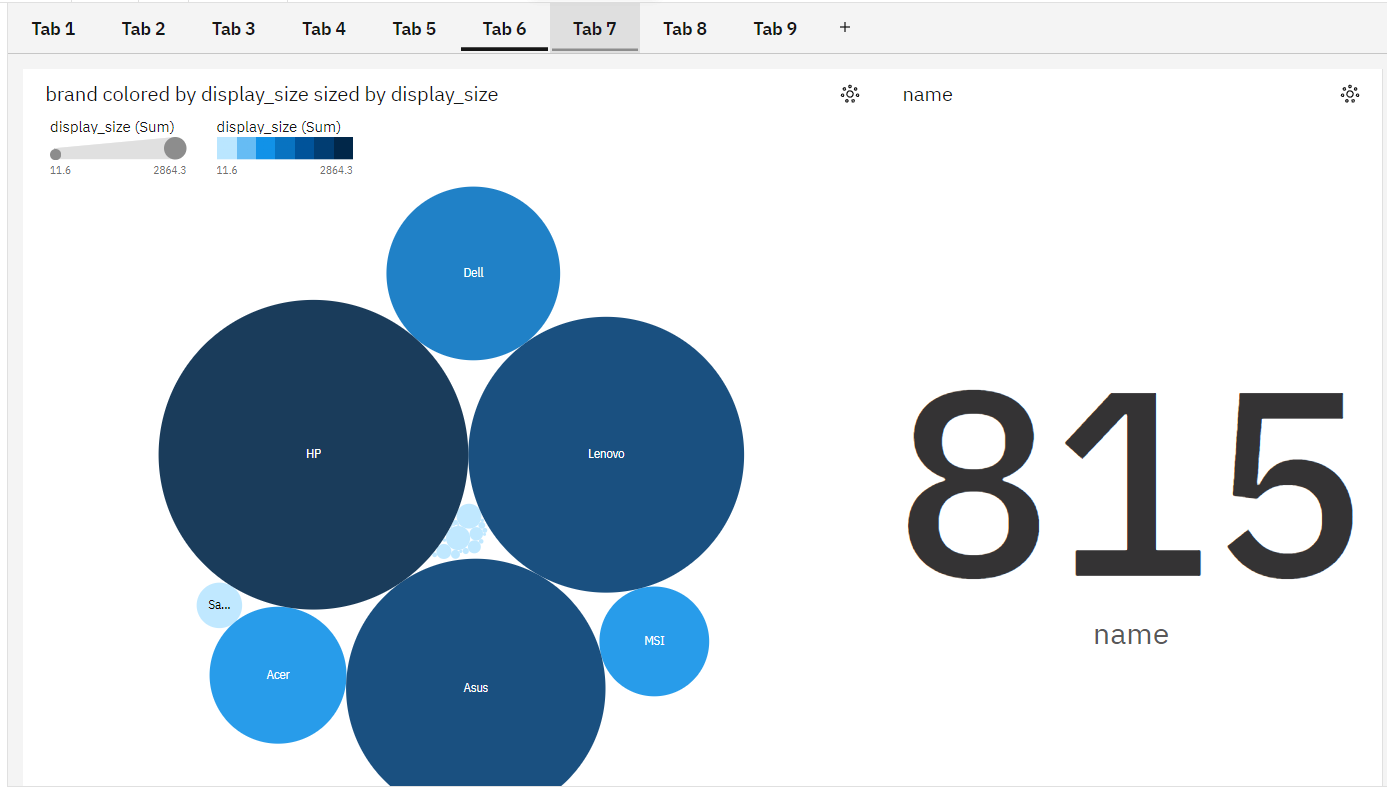 Tab 1 Tab 2 Tab 3 Tab 4 Tab 5 Tab 6 Tab 7 Tab 8 Tab 9 +
brand colored by display_size sized by display_size
display_size (Sum) display_size (Sum)
11.6 2864.3 11.6 2864.3
Dell
HP
Lenovo
Sa...
MSI
Acer
Asus
name
815
name